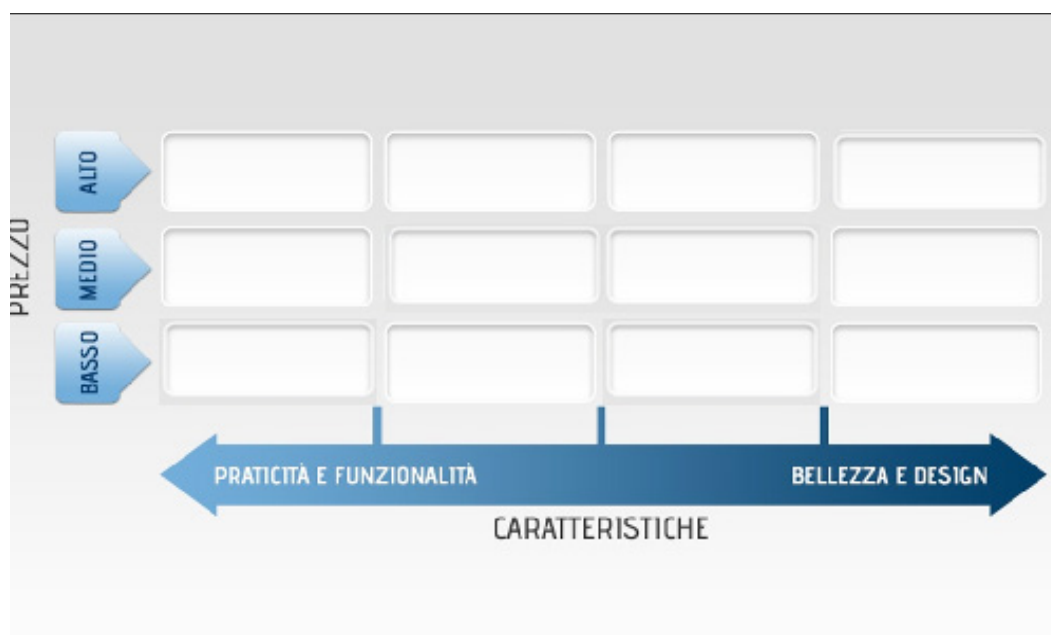 ALTO
PREZZO
MEDIO
BASSO
PRATICITÀ E FUNZIONALITÀ
BELLEZZA E DESIGN
CARATTERISTICHE